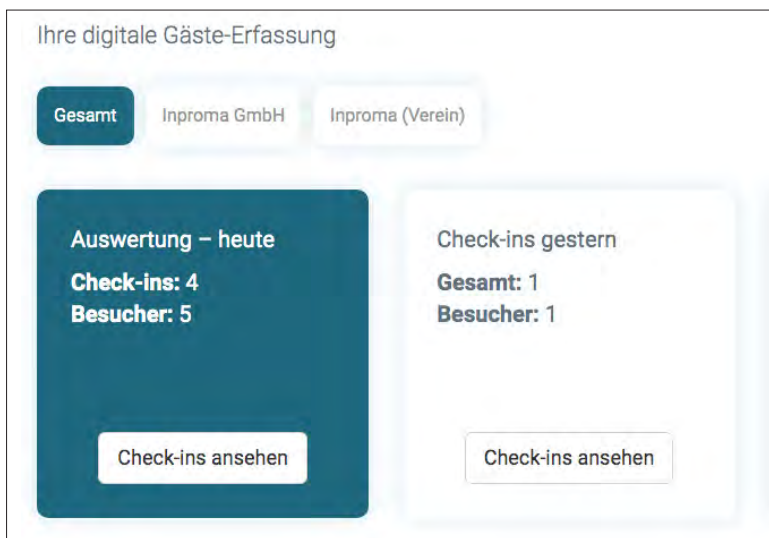 Ihre digitale Gäste-Erfassung
Gesamt
Inproma GmbH
Inproma (Verein)
Auswertung – heute
Check-ins: 4
Besucher: 5
Check-ins ansehen
Check-ins gestern
Gesamt: 1
Besucher: 1
Check-ins ansehen